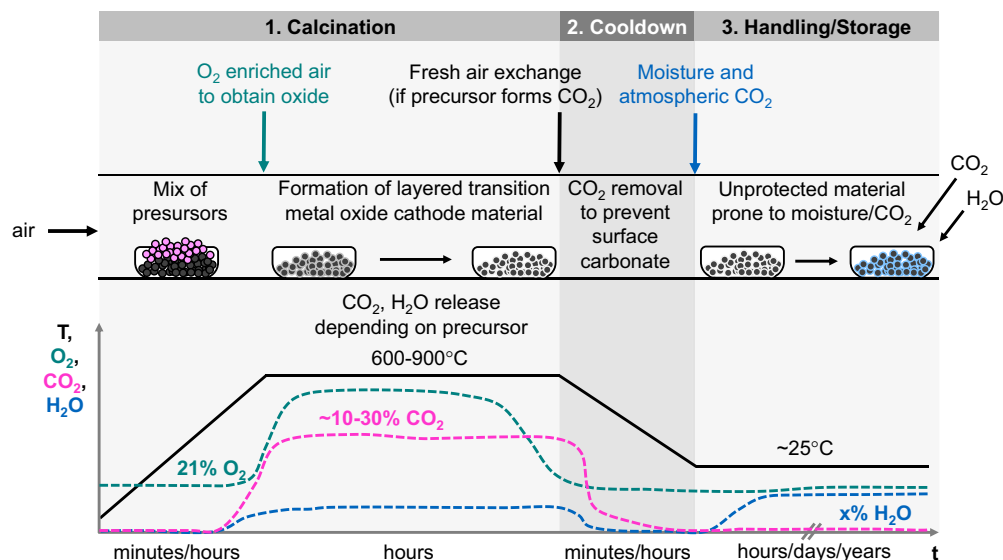 1. Calcination
2. Cooldown
3. Handling/Storage
O₂ enriched air
to obtain oxide
Fresh air exchange
(if precursor forms CO₂)
Moisture and
atmospheric CO₂
CO₂
H₂O
air
Mix of
presursors
Formation of layered transition
metal oxide cathode material
CO₂ removal
to prevent
surface
carbonate
Unprotected material
prone to moisture/CO₂
CO₂, H₂O release
depending on precursor
600-900°C
T,
O₂,
CO₂,
H₂O
~10-30% CO₂
21% O₂
~25°C
x% H₂O
minutes/hours
hours
minutes/hours
hours/days/years
t